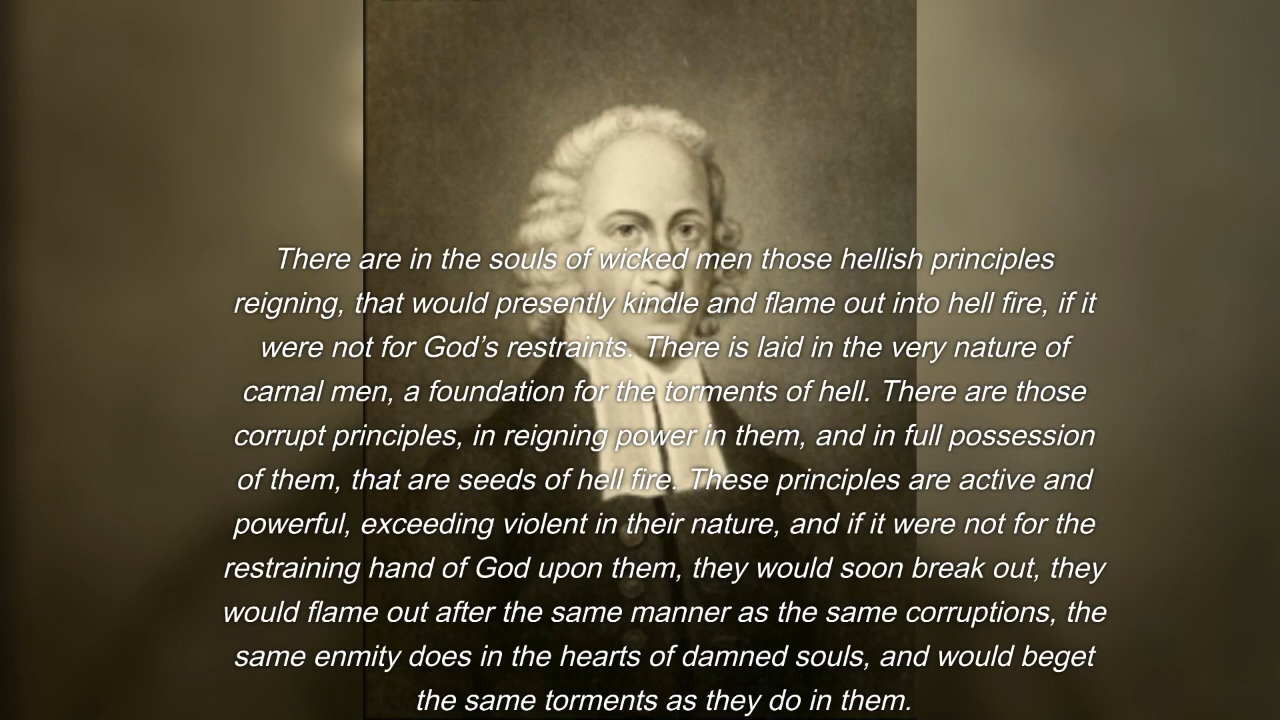 There are in the souls of wicked men those hellish principles
reigning, that would presently kindle and flame out into hell fire, if it
were not for God’s restraints. There is laid in the very nature of
carnal men, a foundation for the torments of hell. There are those
corrupt principles, in reigning power in them, and in full possession
of them, that are seeds of hell fire. These principles are active and
powerful, exceeding violent in their nature, and if it were not for the
restraining hand of God upon them, they would soon break out, they
would flame out after the same manner as the same corruptions, the
same enmity does in the hearts of damned souls, and would beget
the same torments as they do in them.